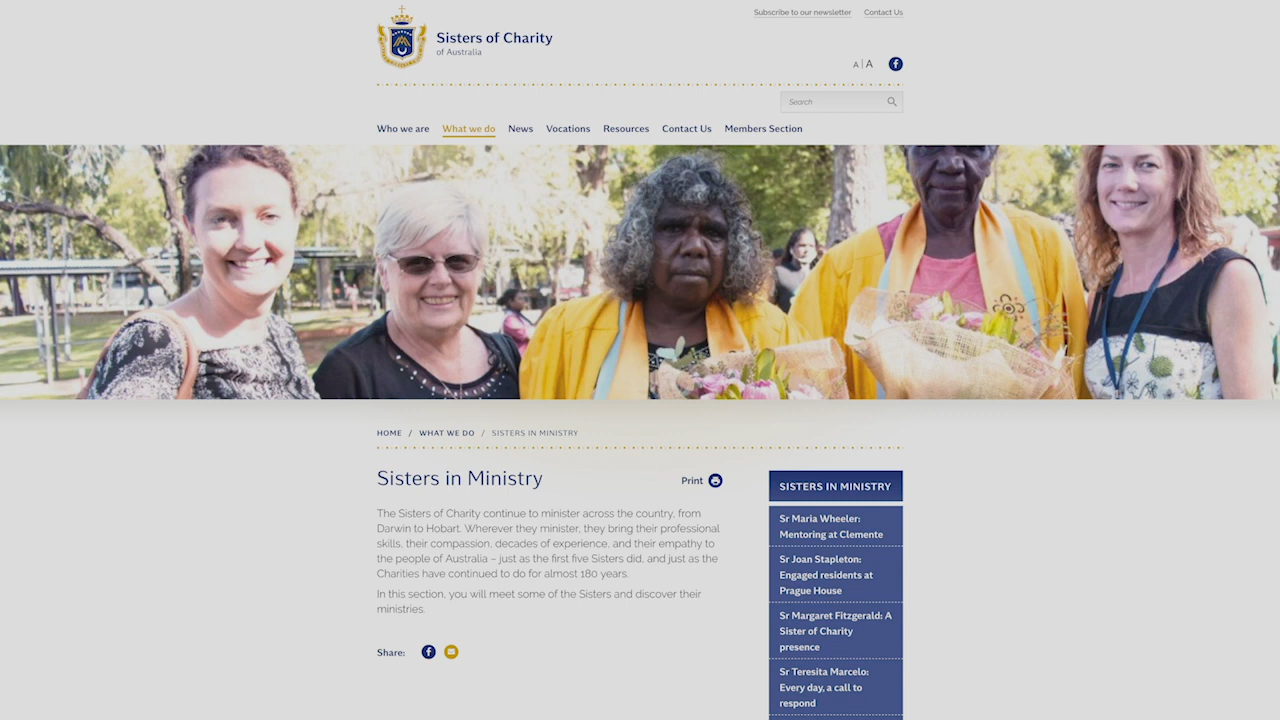 Subscribe to our newsletter Contact Us
Sisters of Charity
of Australia
A | A
Search
Who we are What we do News Vocations Resources Contact Us Members Section
HOME / WHAT WE DO / SISTERS IN MINISTRY
Sisters in Ministry
Print
The Sisters of Charity continue to minister across the country, from
Darwin to Hobart. Wherever they minister, they bring their professional
skills, their compassion, decades of experience, and their empathy to
the people of Australia – just as the first five Sisters did, and just as the
Charities have continued to do for almost 180 years.
In this section, you will meet some of the Sisters and discover their
ministries.
Share:
SISTERS IN MINISTRY
Sr Maria Wheeler:
Mentoring at Clemente
Sr Joan Stapleton:
Engaged residents at
Prague House
Sr Margaret Fitzgerald: A
Sister of Charity
presence
Sr Teresita Marcelo:
Every day, a call to
respond